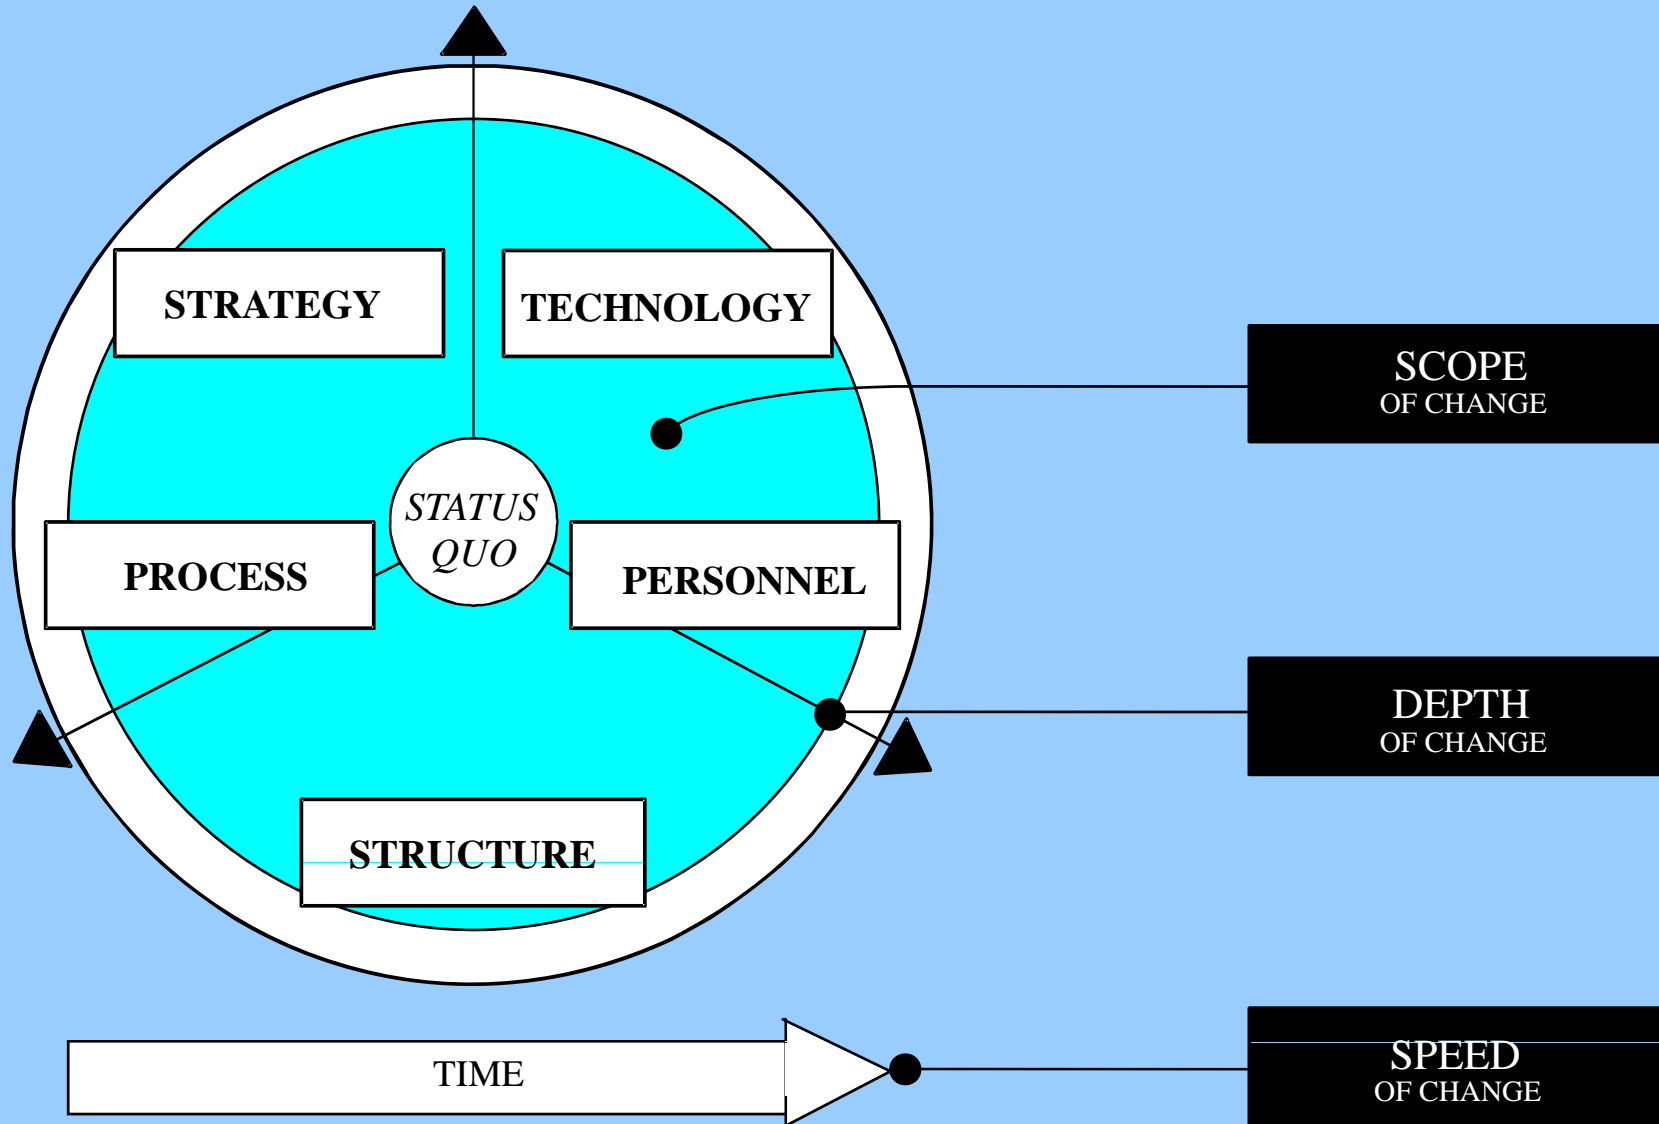 STRATEGY
TECHNOLOGY
SCOPE
OF CHANGE
STATUS
QUO
PROCESS
PERSONNEL
DEPTH
OF CHANGE
STRUCTURE
TIME
SPEED
OF CHANGE